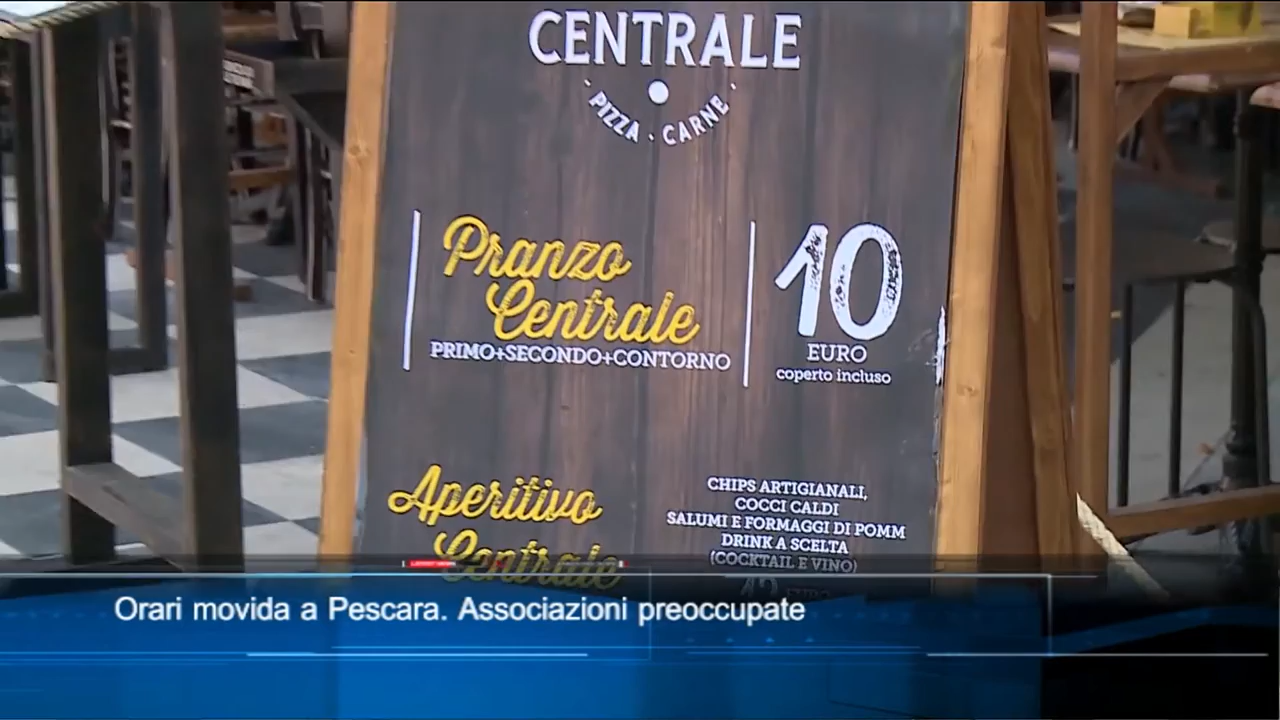 CENTRALE
PIZZA · CARNE
Pranzo
Centrale
PRIMO+SECONDO+CONTORNO
10
EURO
coperto incluso
Aperitivo
Centrale
CHIPS ARTIGIANALI,
COCCI CALDI
SALUMI E FORMAGGI DI POMM
DRINK A SCELTA
(COCKTAIL E VINO)
Orari movida a Pescara. Associazioni preoccupate